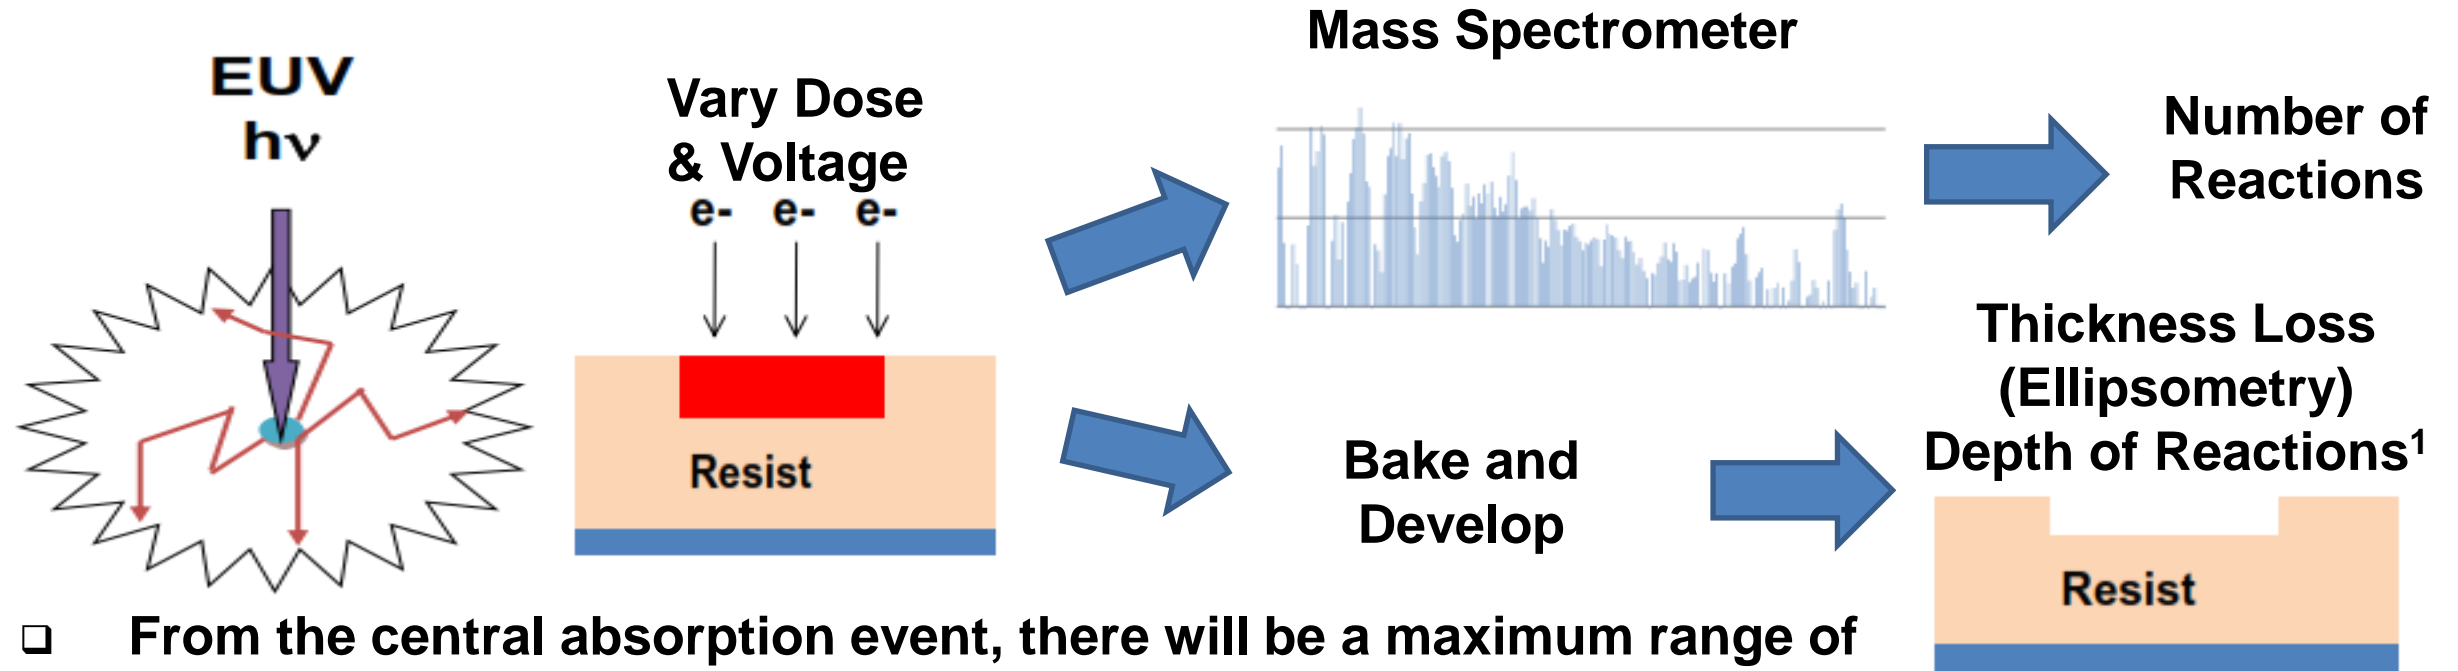 EUV
hν
Vary Dose
& Voltage
e- e- e-
Resist
Mass Spectrometer
Number of
Reactions
Bake and
Develop
Thickness Loss
(Ellipsometry)
Depth of Reactions¹
Resist
❑ From the central absorption event, there will be a maximum range of